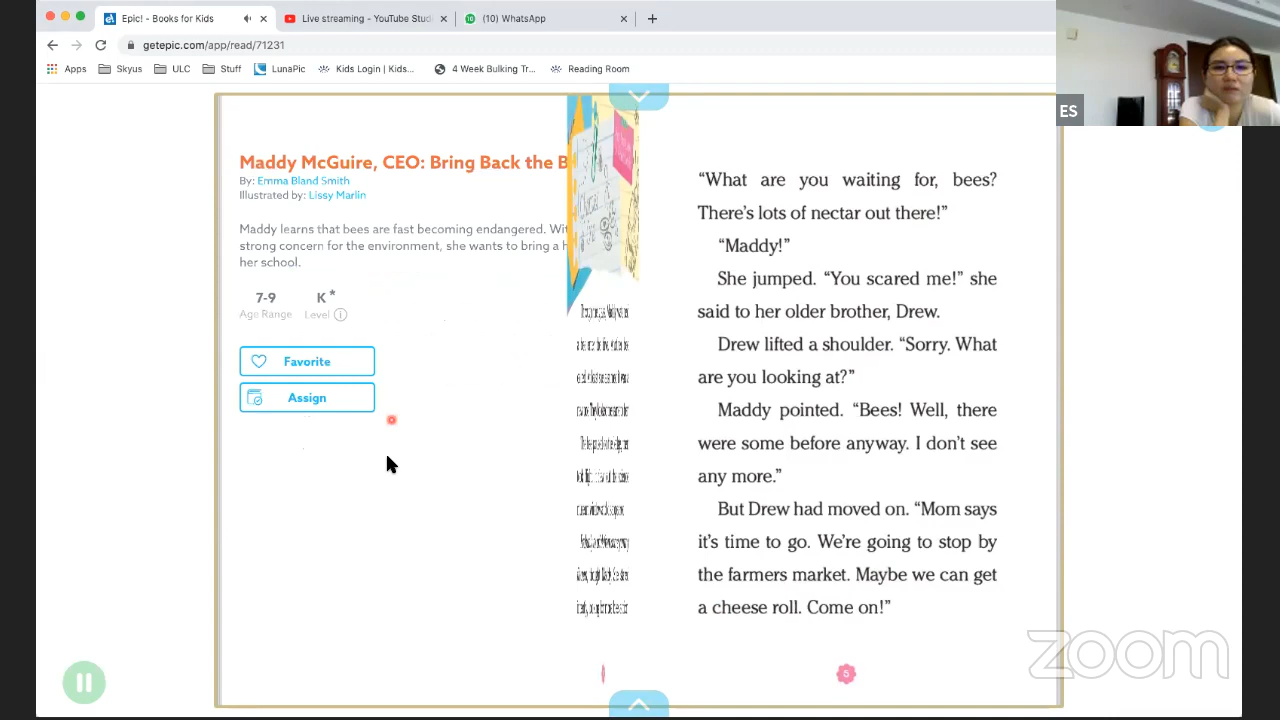 Epic! - Books for Kids
Live streaming - YouTube Studi
(10) WhatsApp
getepic.com/app/read/71231
Apps
Skyus
ULC
Stuff
LunaPic
Kids Login | Kids...
4 Week Bulking Tr...
Reading Room
ES
Maddy McGuire, CEO: Bring Back the B
By: Emma Bland Smith
Illustrated by: Lissy Marlin
Maddy learns that bees are fast becoming endangered. Wit
strong concern for the environment, she wants to bring a h
her school.
7-9
K*
Age Range
Level
Favorite
Assign
“What are you waiting for, bees?
There’s lots of nectar out there!”
“Maddy!”
She jumped. “You scared me!” she
said to her older brother, Drew.
Drew lifted a shoulder. “Sorry. What
are you looking at?”
Maddy pointed. “Bees! Well, there
were some before anyway. I don’t see
any more.”
But Drew had moved on. “Mom says
it’s time to go. We’re going to stop by
the farmers market. Maybe we can get
a cheese roll. Come on!”
5
zoom